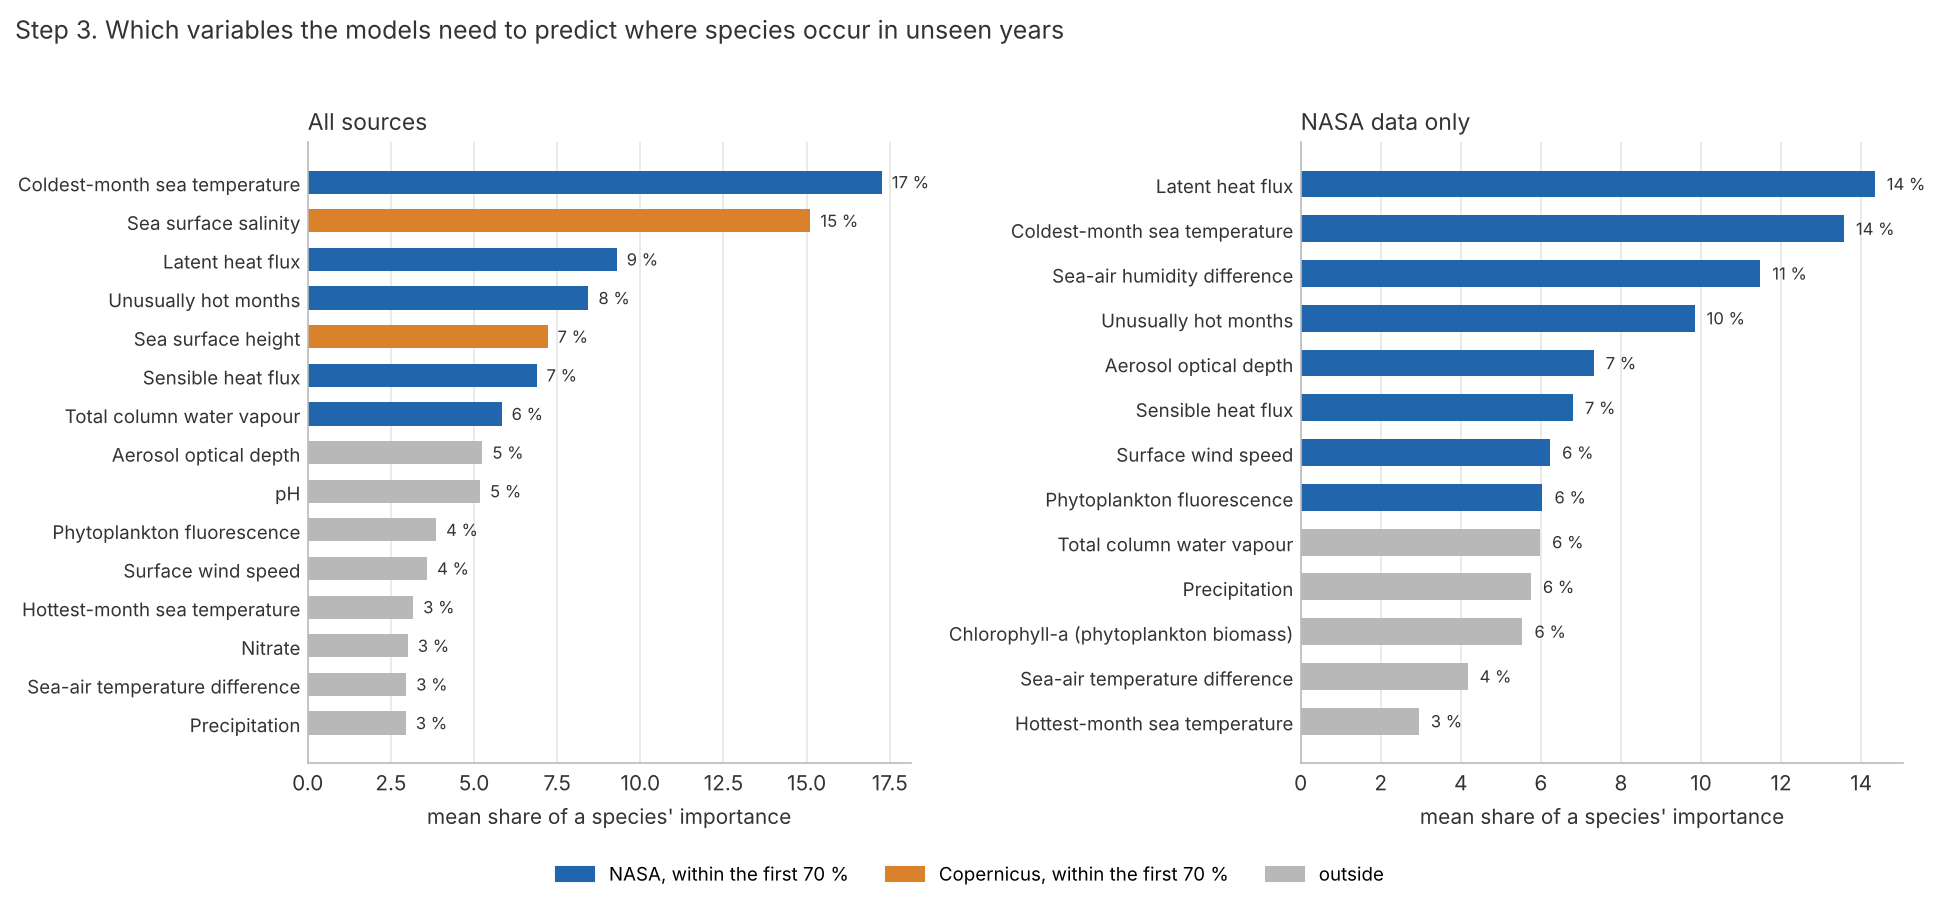 Step 3. Which variables the models need to predict where species occur in unseen years
All sources
Coldest-month sea temperature 17 %
Sea surface salinity 15 %
Latent heat flux 9 %
Unusually hot months 8 %
Sea surface height 7 %
Sensible heat flux 7 %
Total column water vapour 6 %
Aerosol optical depth 5 %
pH 5 %
Phytoplankton fluorescence 4 %
Surface wind speed 4 %
Hottest-month sea temperature 3 %
Nitrate 3 %
Sea-air temperature difference 3 %
Precipitation 3 %
0.0 2.5 5.0 7.5 10.0 12.5 15.0 17.5
mean share of a species' importance
NASA data only
Latent heat flux 14 %
Coldest-month sea temperature 14 %
Sea-air humidity difference 11 %
Unusually hot months 10 %
Aerosol optical depth 7 %
Sensible heat flux 7 %
Surface wind speed 6 %
Phytoplankton fluorescence 6 %
Total column water vapour 6 %
Precipitation 6 %
Chlorophyll-a (phytoplankton biomass) 6 %
Sea-air temperature difference 4 %
Hottest-month sea temperature 3 %
0 2 4 6 8 10 12 14
mean share of a species' importance
NASA, within the first 70 % Copernicus, within the first 70 % outside